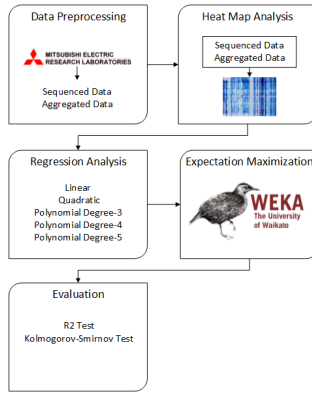 Data Preprocessing
MITSUBISHI ELECTRIC
RESEARCH LABORATORIES
Sequenced Data
Aggregated Data
Heat Map Analysis
Sequenced Data
Aggregated Data
Regression Analysis
Linear
Quadratic
Polynomial Degree-3
Polynomial Degree-4
Polynomial Degree-5
Expectation Maximization
WEKA
The University
of Waikato
Evaluation
R2 Test
Kolmogorov-Smirnov Test